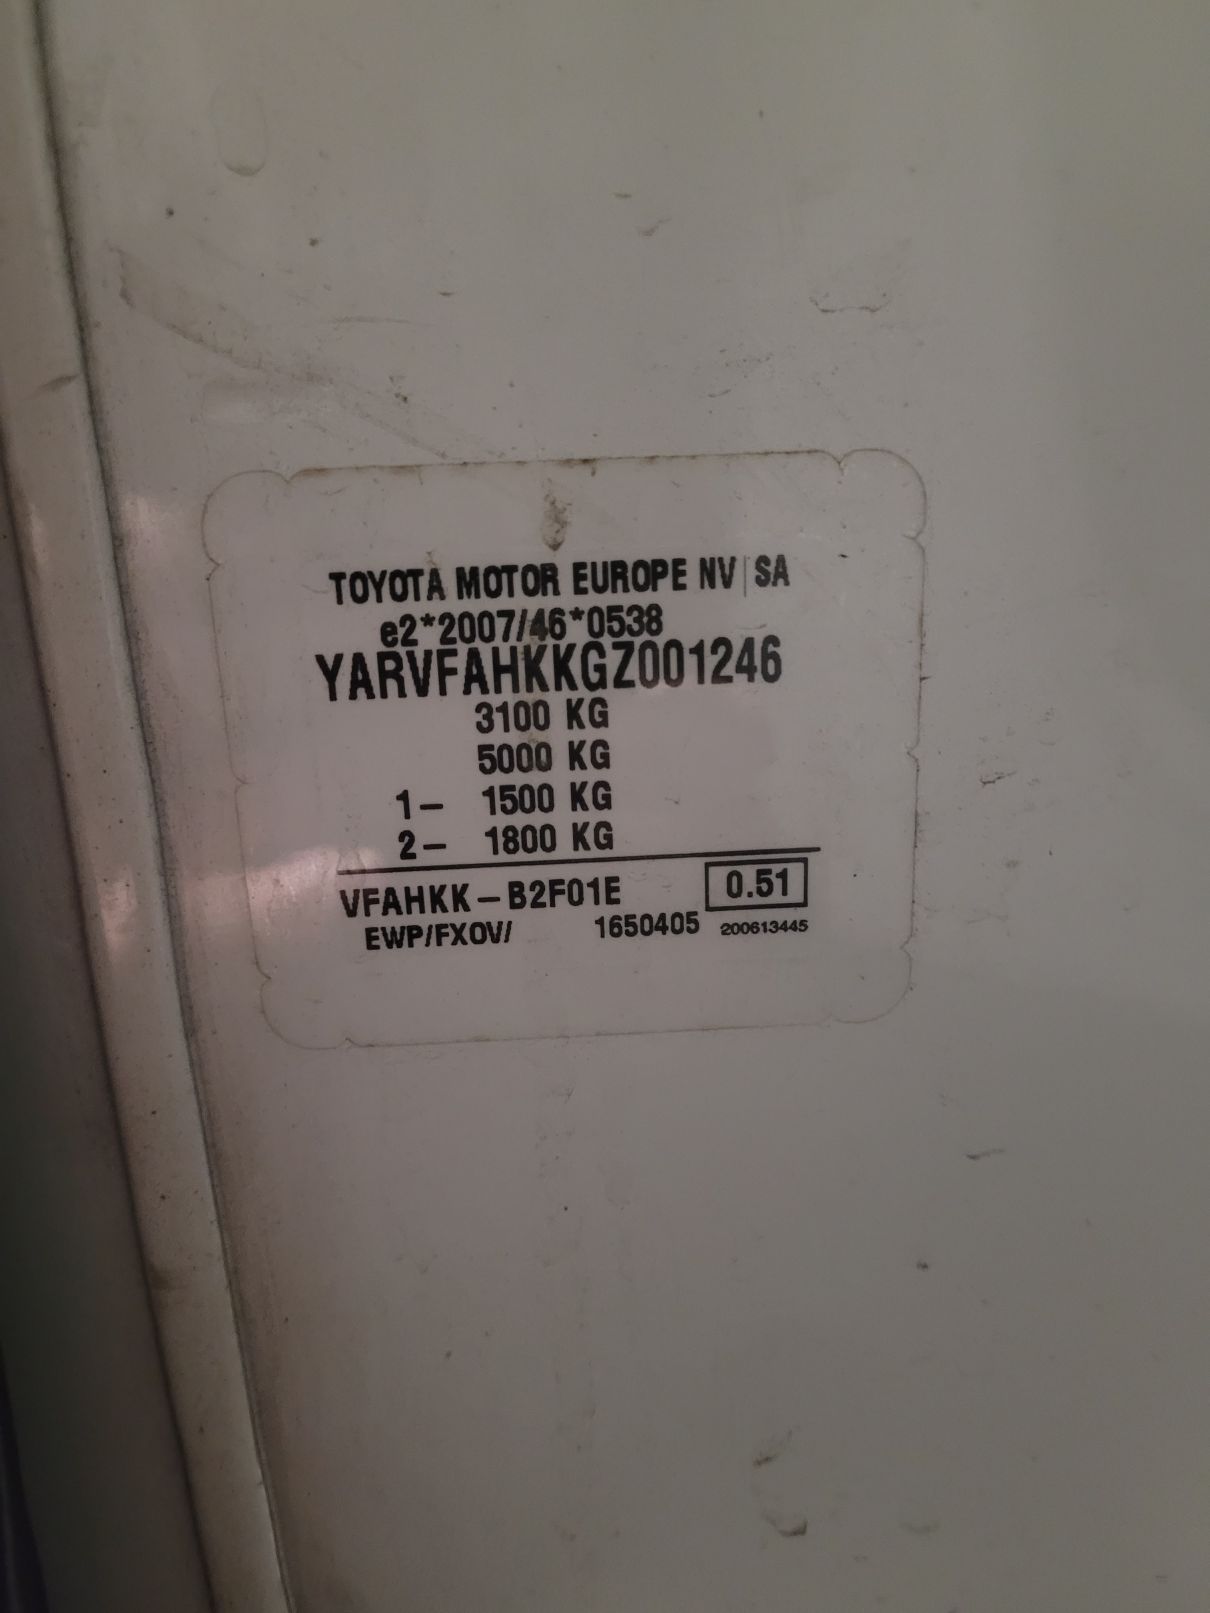 TOYOTA MOTOR EUROPE NV|SA
e2*2007/46*0538
YARVFAHKKGZ001246
3100 KG
5000 KG
1- 1500 KG
2- 1800 KG
VFAHKK-B2F01E 0.51
EWP/FXOV/ 1650405 200613445